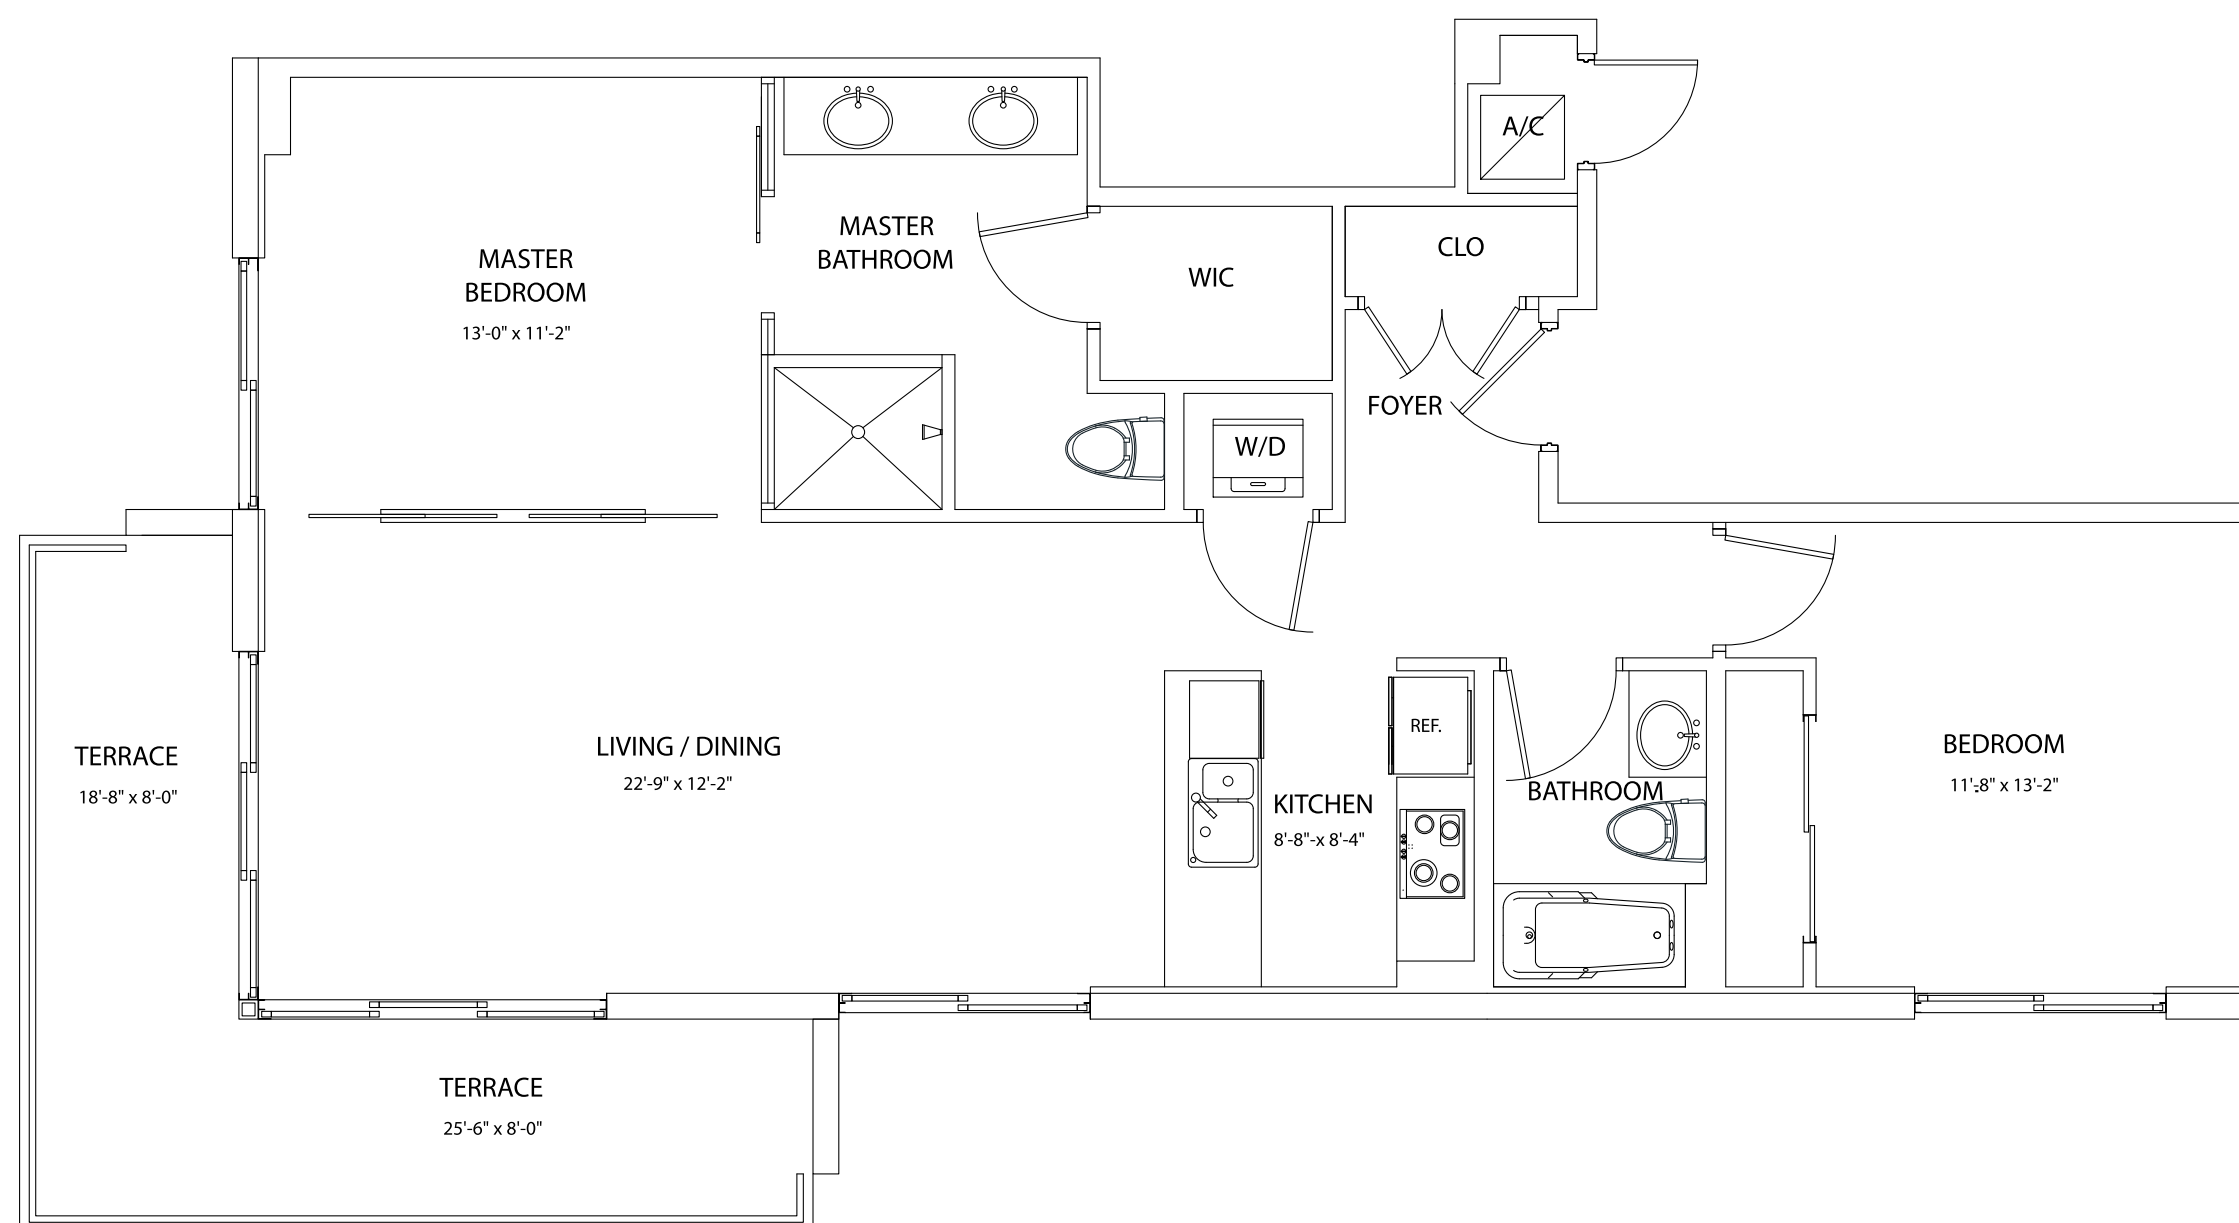 A/C
MASTER
BATHROOM
MASTER
BEDROOM
13'-0" x 11'-2"
WIC
CLO
FOYER
W/D
TERRACE
18'-8" x 8'-0"
LIVING / DINING
22'-9" x 12'-2"
KITCHEN
8'-8"-x 8'-4"
REF.
BATHROOM
BEDROOM
11'-8" x 13'-2"
TERRACE
25'-6" x 8'-0"